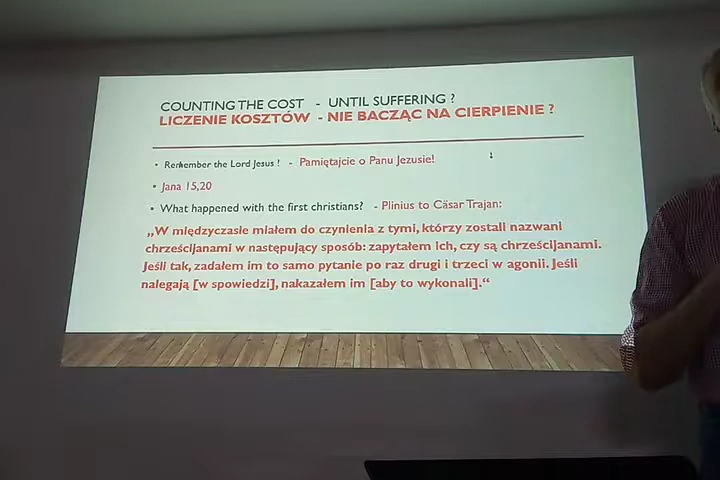 COUNTING THE COST - UNTIL SUFFERING ?
LICZENIE KOSZTÓW - NIE BACZĄC NA CIERPIENIE ?
• Remember the Lord Jesus ! - Pamiętajcie o Panu Jezusie!
• Jana 15,20
• What happened with the first christians? - Plinius to Cäsar Trajan:
„W międzyczasie miałem do czynienia z tymi, którzy zostali nazwani
chrześcijanami w następujący sposób: zapytałem ich, czy są chrześcijanami.
Jeśli tak, zadałem im to samo pytanie po raz drugi i trzeci w agonii. Jeśli
nalegają [w spowiedzi], nakazałem im [aby to wykonali].“